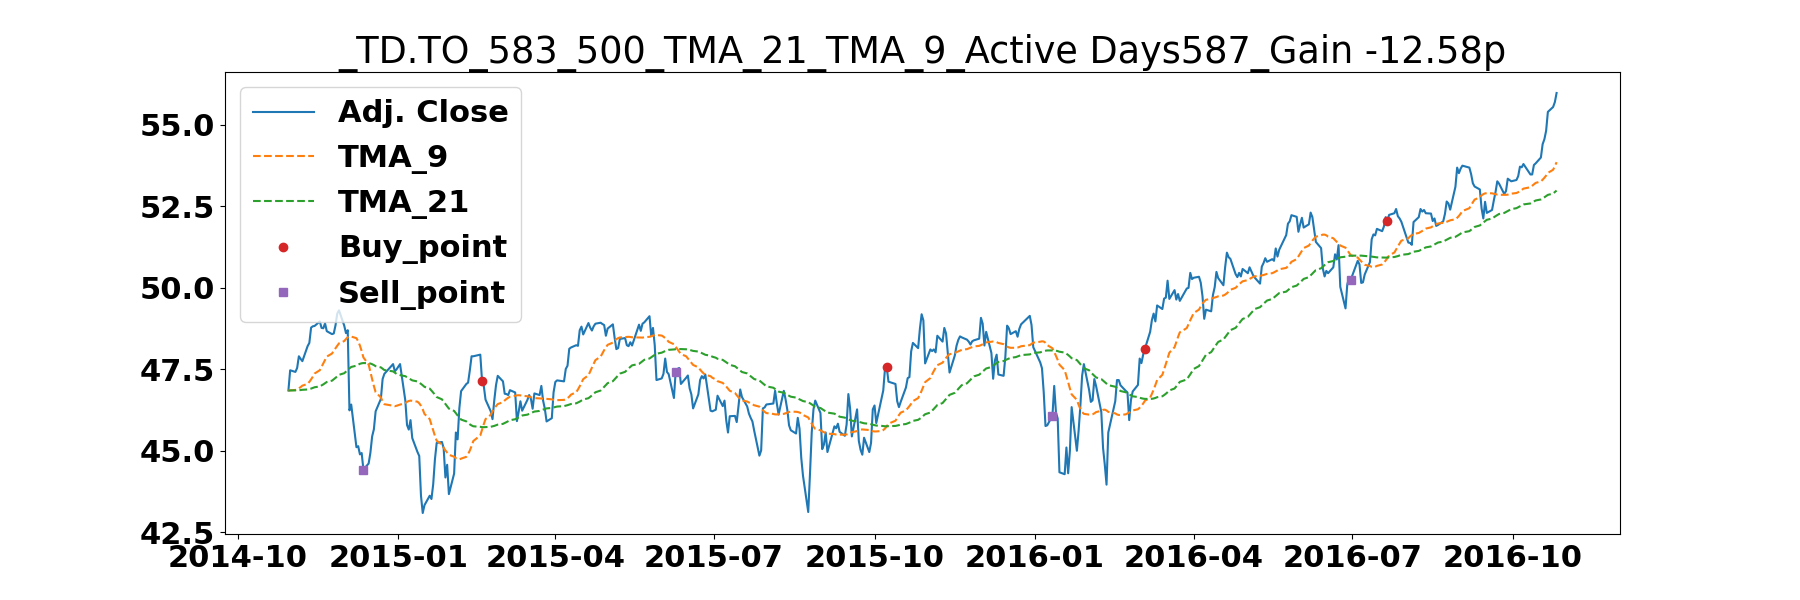 _TD.TO_583_500_TMA_21_TMA_9_Active Days587_Gain -12.58p
Adj. Close
TMA_9
TMA_21
Buy_point
Sell_point
55.0
52.5
50.0
47.5
45.0
42.5
2014-10 2015-01 2015-04 2015-07 2015-10 2016-01 2016-04 2016-07 2016-10